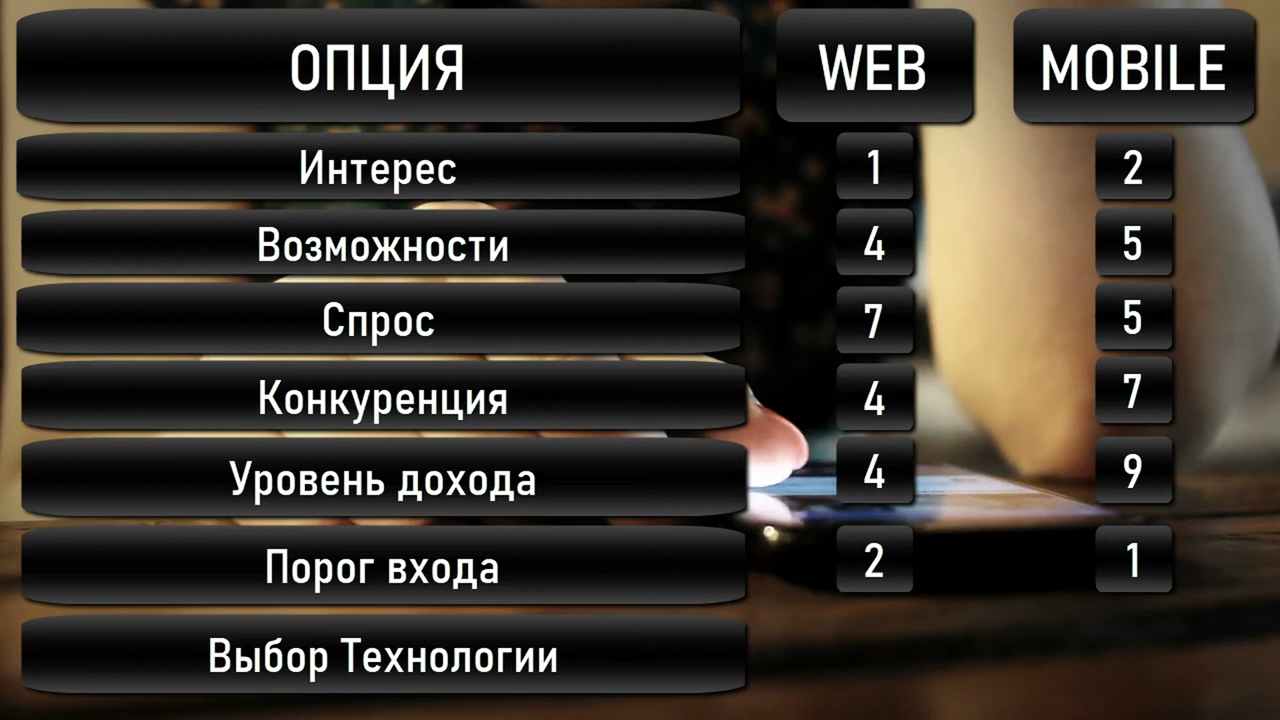 ОПЦИЯ WEB MOBILE
Интерес 1 2
Возможности 4 5
Спрос 7 5
Конкуренция 4 7
Уровень дохода 4 9
Порог входа 2 1
Выбор Технологии